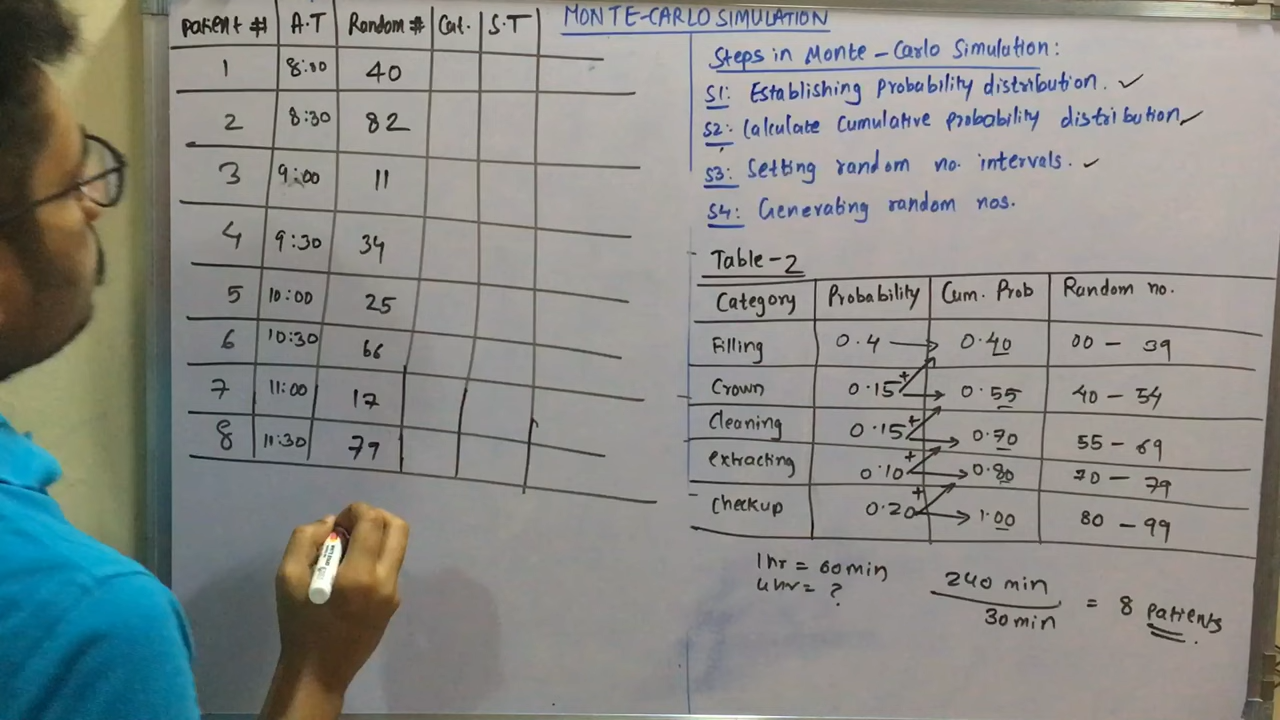 MONTE-CARLO SIMULATION
Patient # A.T Random # Cat. S.T
1 8:00 40
2 8:30 82
3 9:00 11
4 9:30 34
5 10:00 25
6 10:30 66
7 11:00 17
8 11:30 79
Steps in Monte-Carlo Simulation:
S1: Establishing Probability distribution. ✓
S2: Calculate Cumulative probability distribution ✓
S3: Setting random no. intervals. ✓
S4: Generating random nos.
Table-2
Category Probability Cum. Prob Random no.
Filling 0.4 → 0.40 00 - 39
Crown 0.15 + → 0.55 40 - 54
Cleaning 0.15 + → 0.70 55 - 69
extracting 0.10 + → 0.80 70 - 79
Checkup 0.20 + → 1.00 80 - 99
1hr = 60min
4hr = ?
240 min
30min
= 8 Patients.